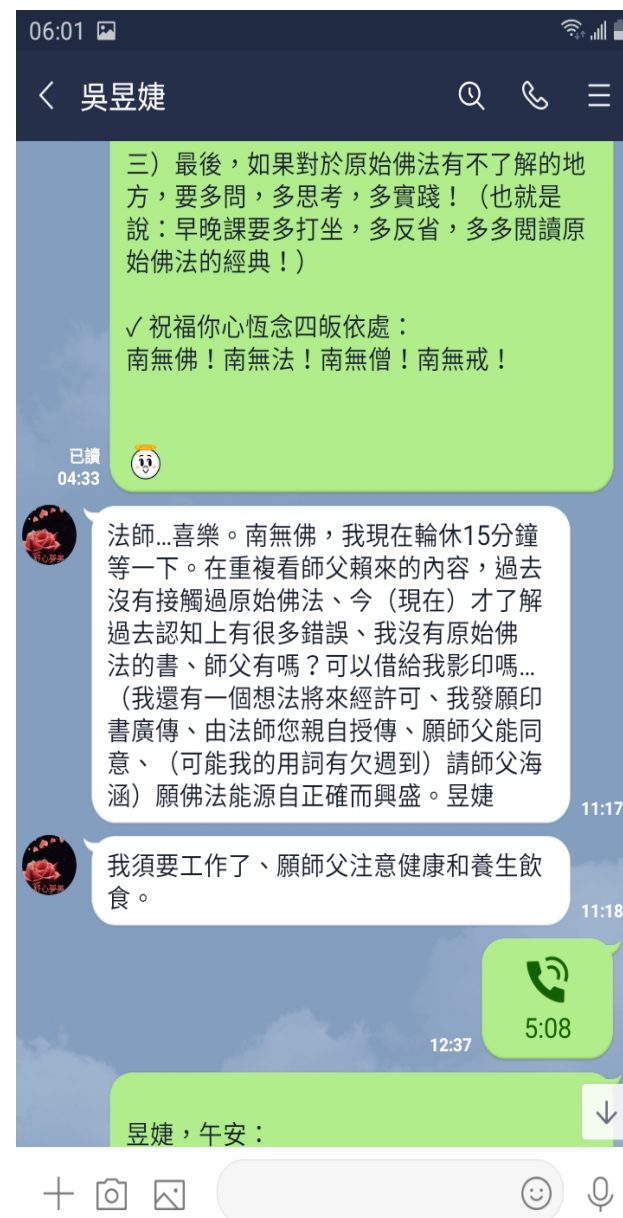 06:01
吳昱婕
三）最後，如果對於原始佛法有不了解的地
方，要多問，多思考，多實踐！（也就是
說：早晚課要多打坐，多反省，多多閱讀原
始佛法的經典！）
✓祝福你心恆念四皈依處：
南無佛！南無法！南無僧！南無戒！
已讀
04:33
法師...喜樂。南無佛，我現在輪休15分鐘
等一下。在重複看師父賴來的內容，過去
沒有接觸過原始佛法、今（現在）才了解
過去認知上有很多錯誤、我沒有原始佛
法的書、師父有嗎？可以借給我影印嗎...
（我還有一個想法將來經許可、我發願印
書廣傳、由法師您親自授傳、願師父能同
意、（可能我的用詞有欠週到）請師父海
涵）願佛法能源自正確而興盛。昱婕
11:17
我須要工作了、願師父注意健康和養生飲
食。
11:18
5:08
12:37
昱婕，午安：